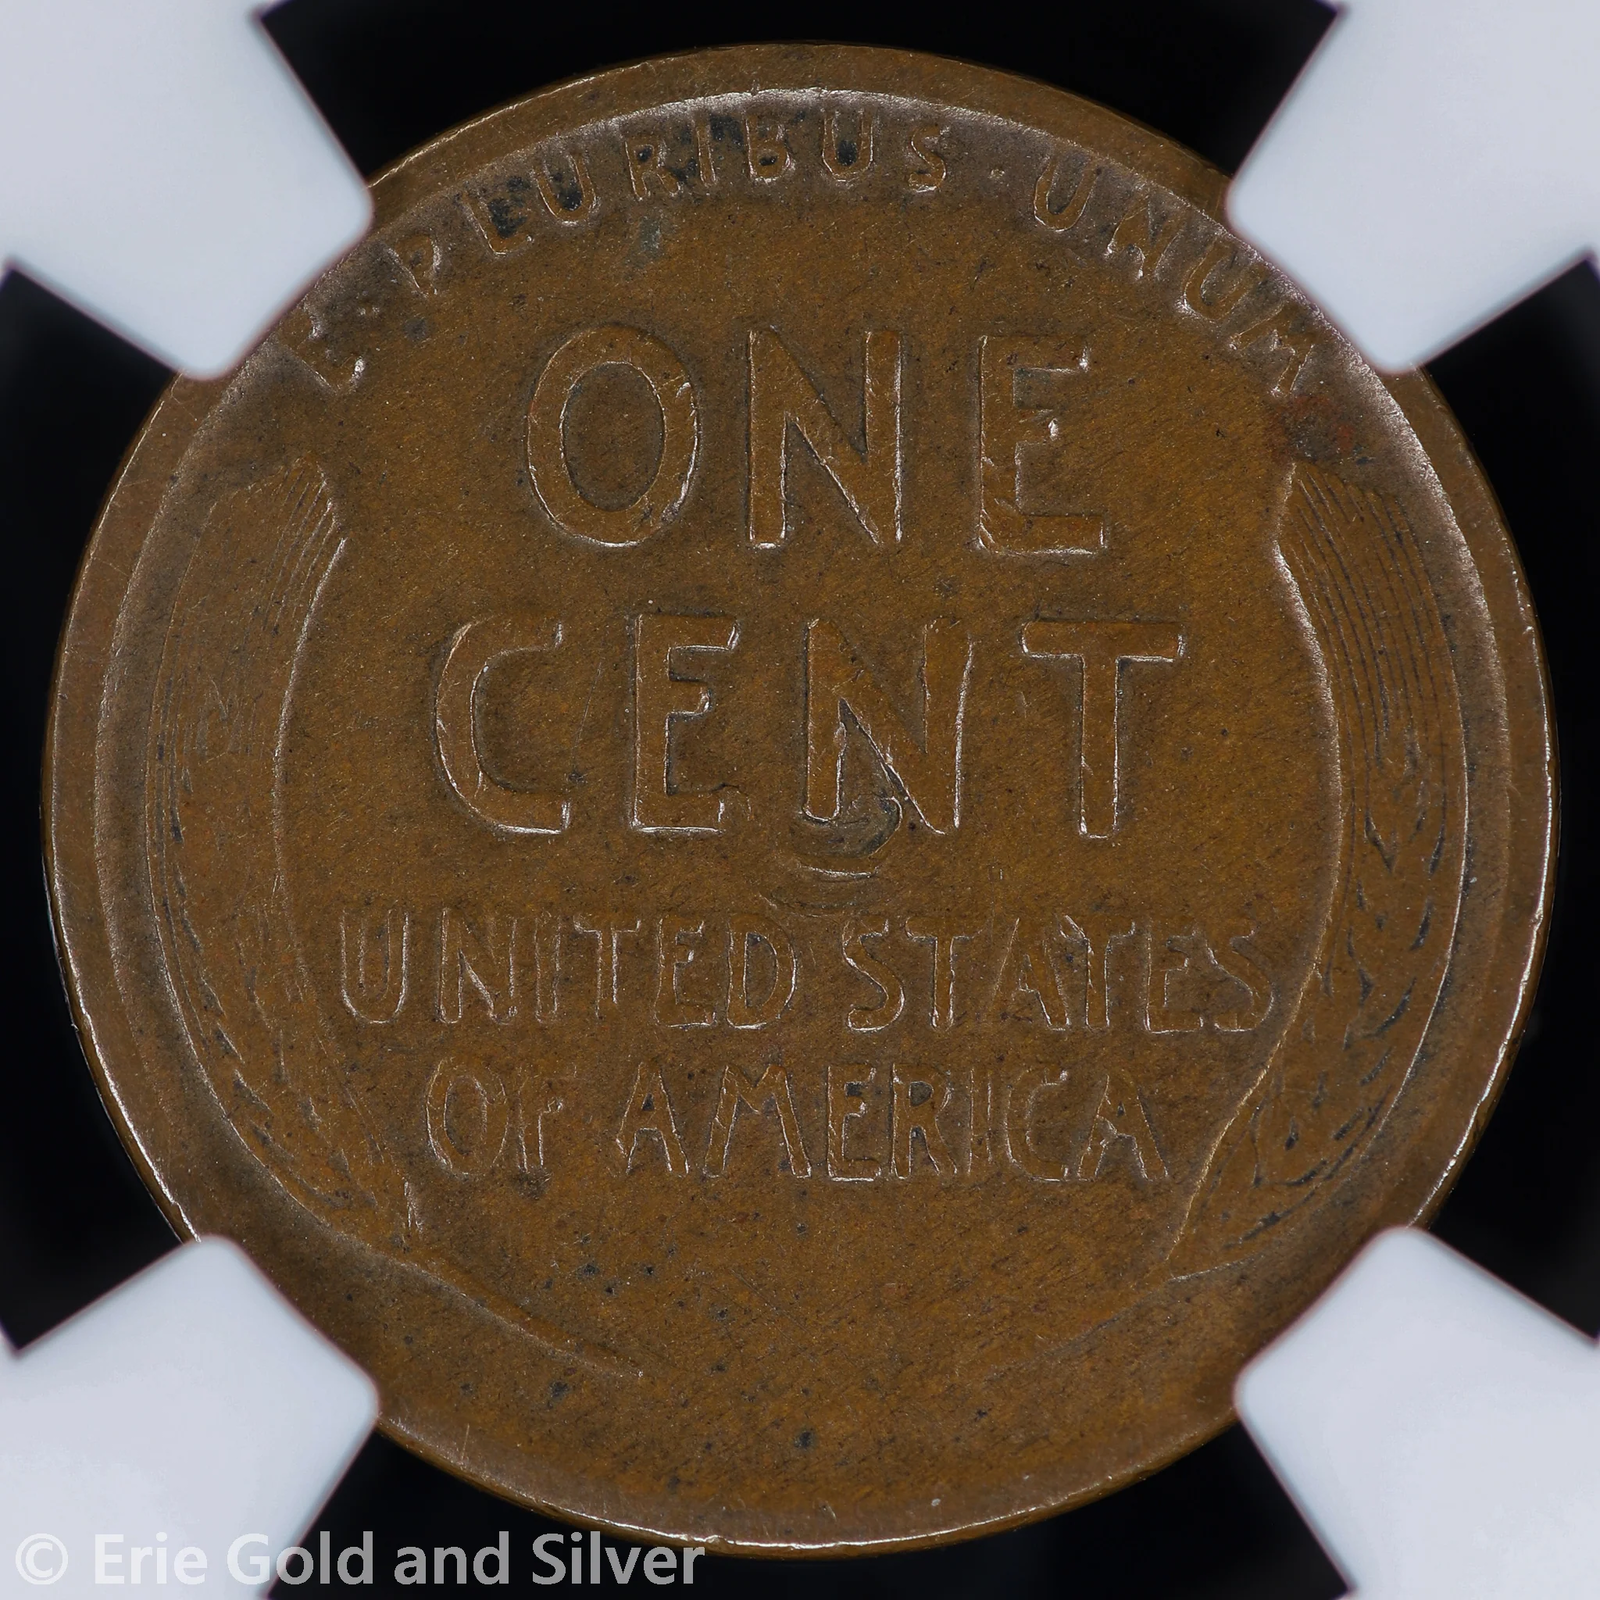 E · PLURIBUS · UNUM
ONE
CENT
UNITED STATES
OF AMERICA
© Erie Gold and Silver